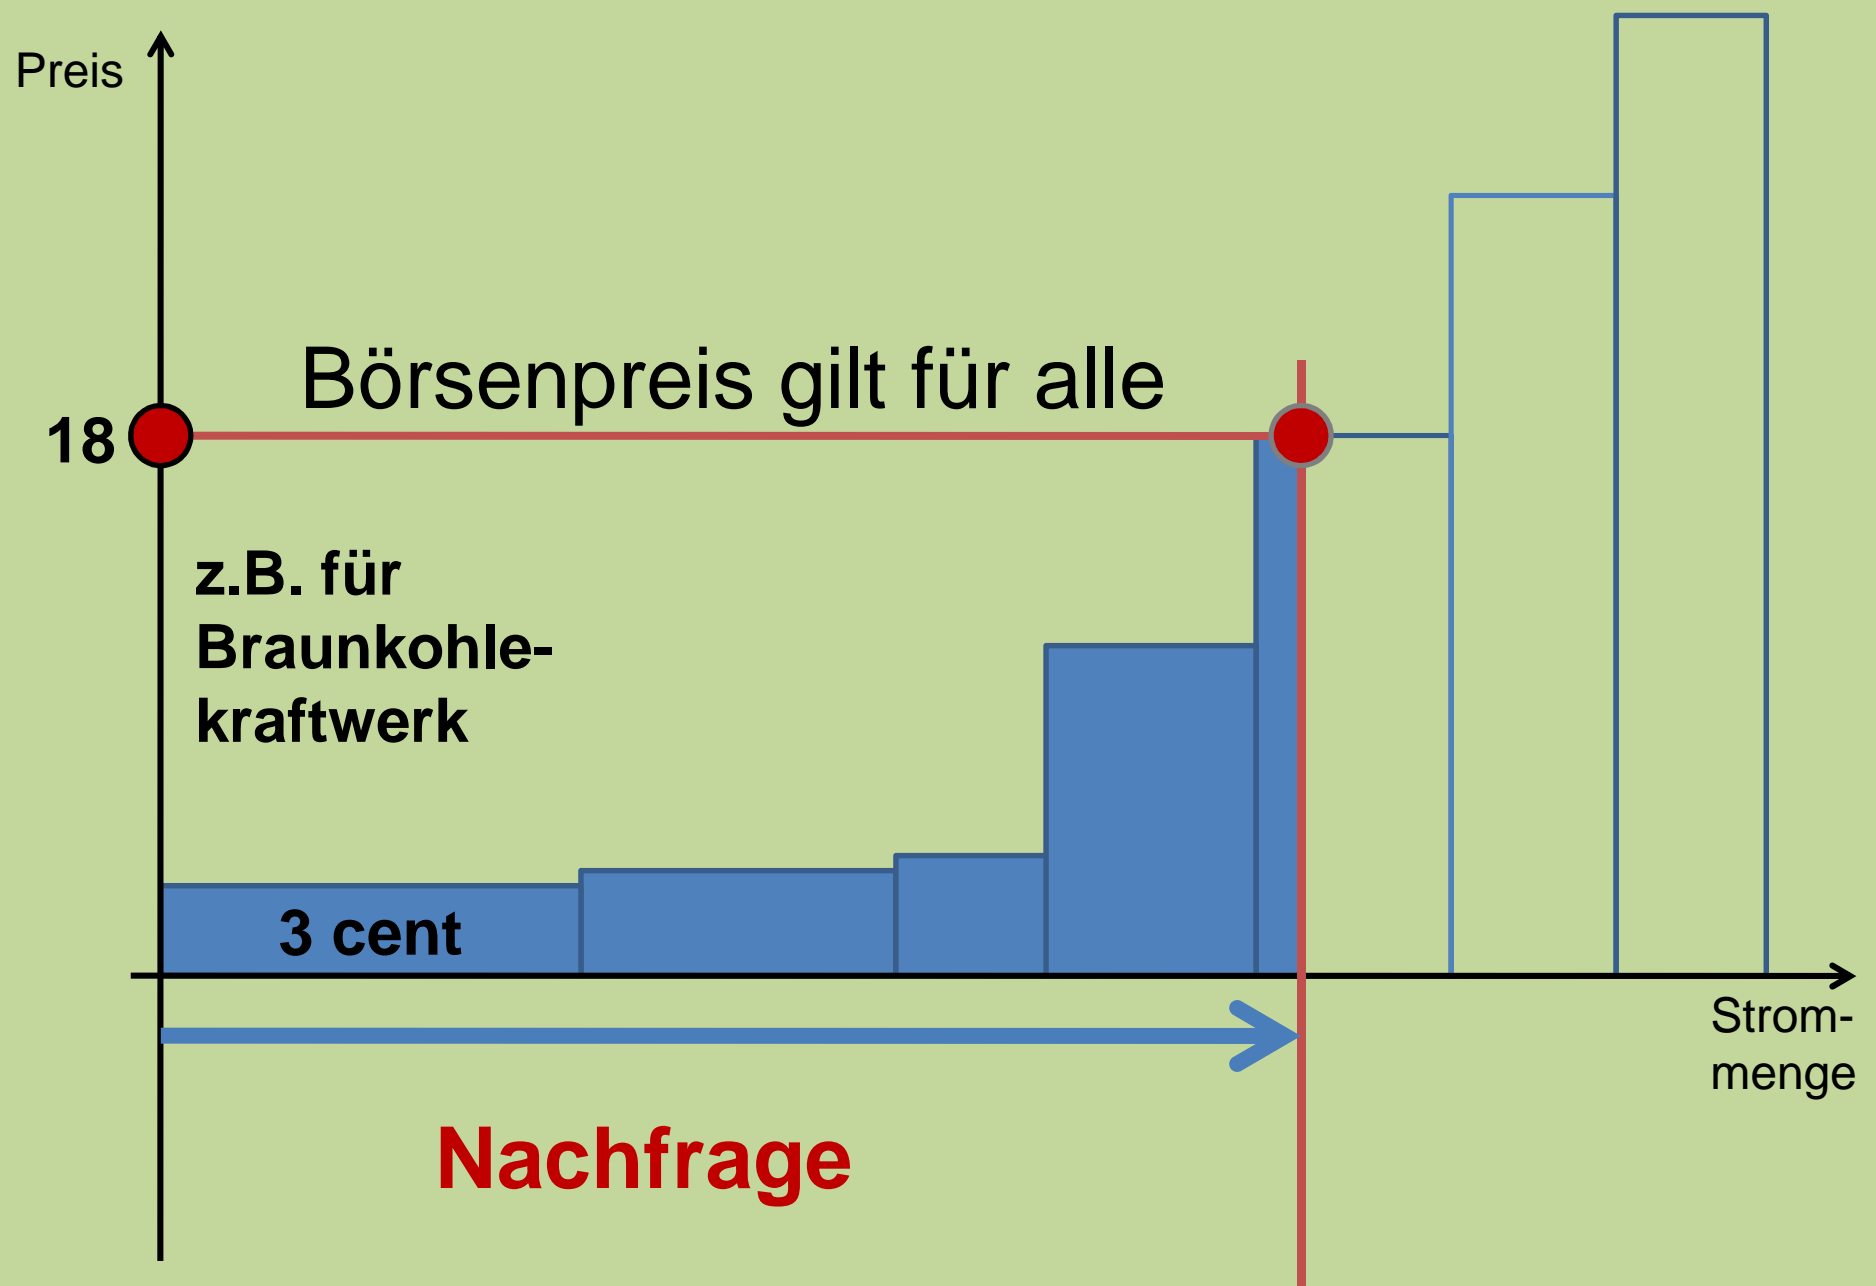 Preis
Börsenpreis gilt für alle
18
z.B. für
Braunkohle-
kraftwerk
3 cent
Strom-
menge
Nachfrage